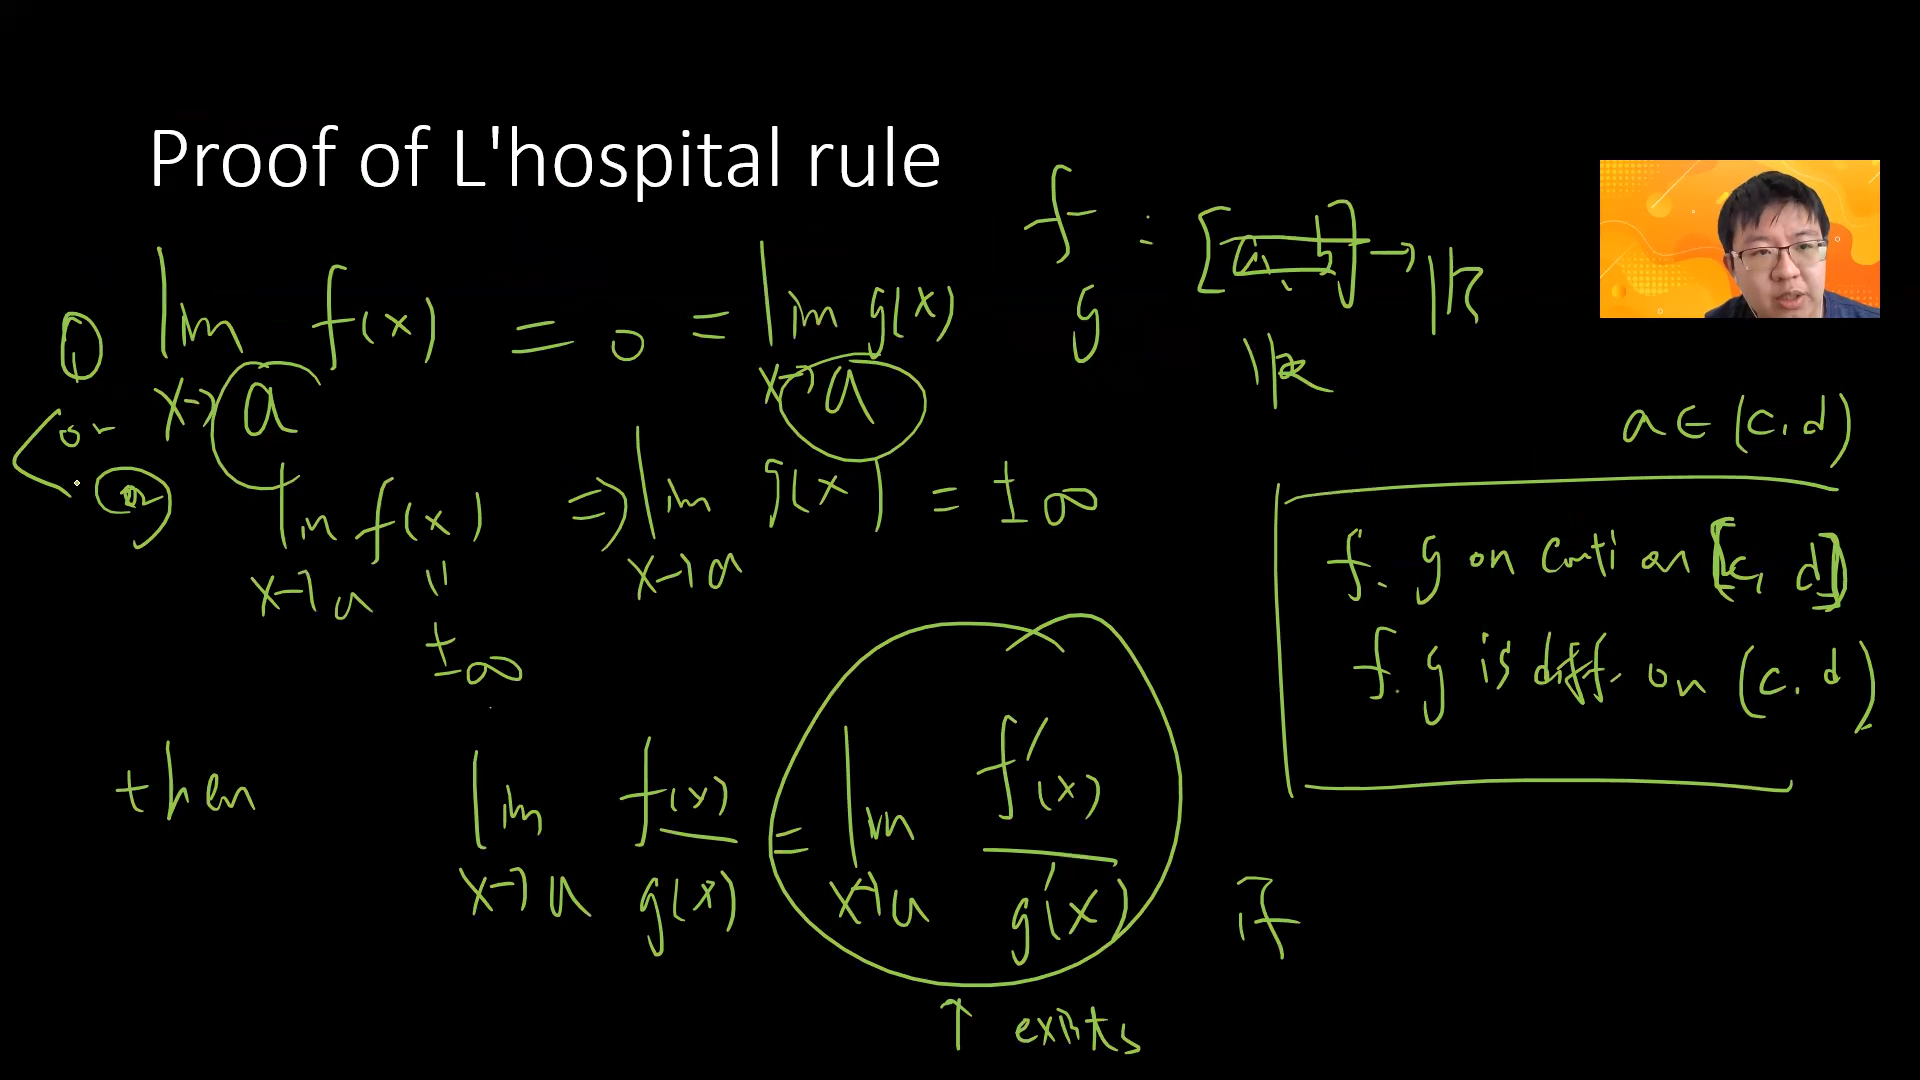 Proof of L'hospital rule
f : [a, b] → ℝ
g
ℝ
① lim x→a f(x) = 0 = lim x→a g(x)
or
② lim x→a f(x) = ±∞ ⇒ lim x→a g(x) = ±∞
a ∈ (c, d)
f. g on conti on [c, d]
f. g is diff. on (c, d)
then lim x→a f(x)/g(x) = lim x→a f'(x)/g'(x) if
↑ exists